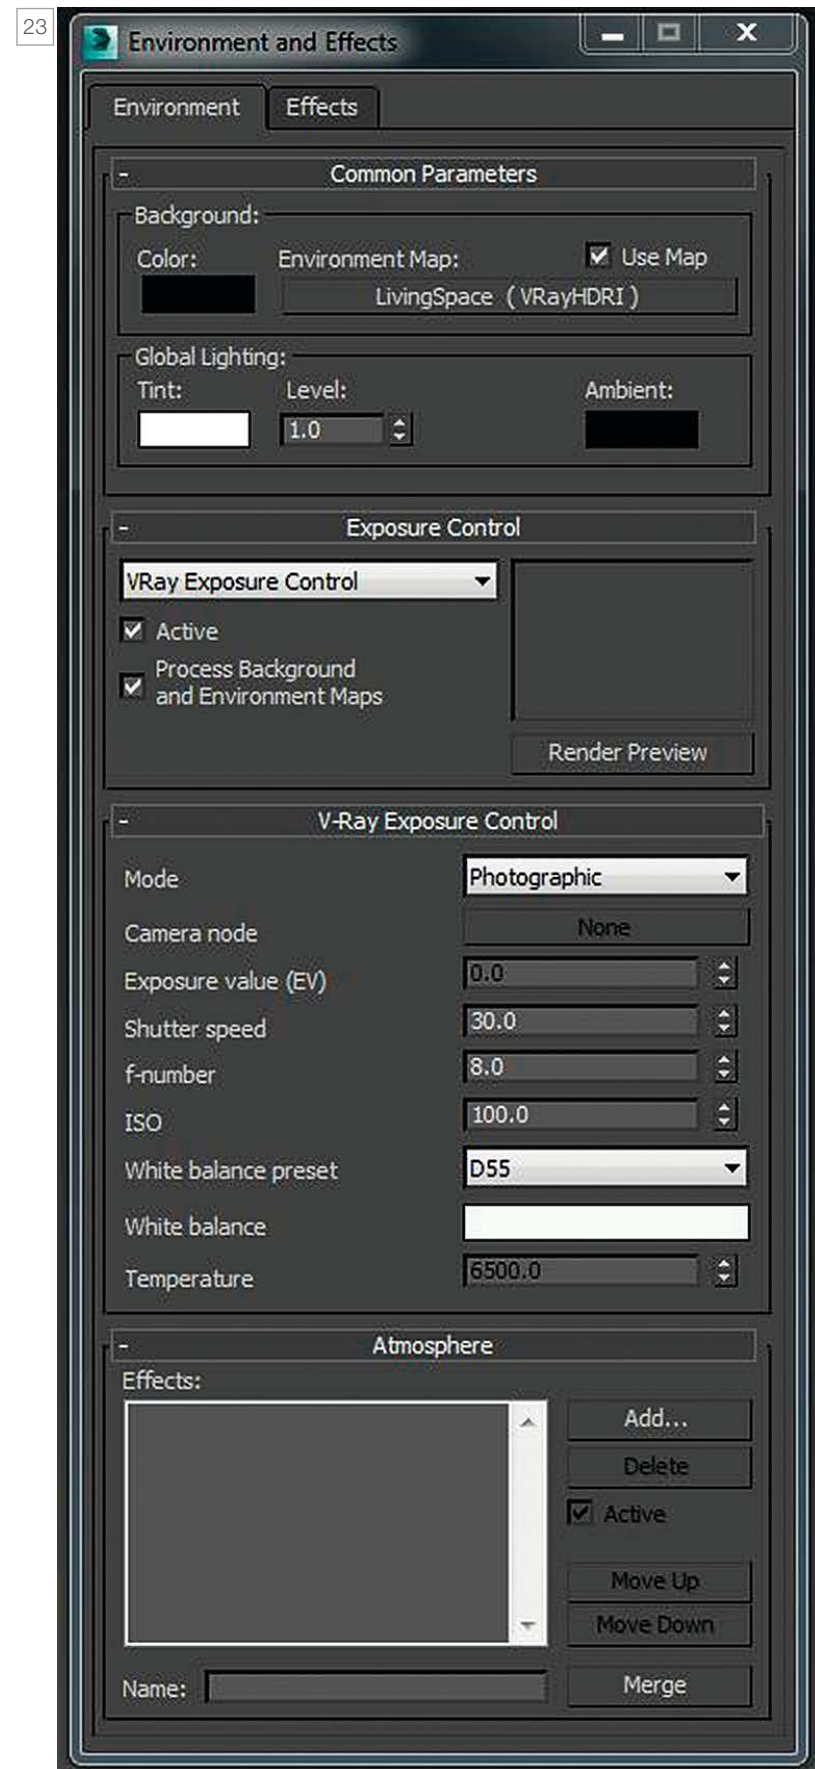 23
Environment and Effects
Environment Effects
- Common Parameters
Background:
Color: Environment Map: Use Map
LivingSpace ( VRayHDRI )
Global Lighting:
Tint: Level: Ambient:
1.0
- Exposure Control
VRay Exposure Control
Active
Process Background
and Environment Maps
Render Preview
- V-Ray Exposure Control
Mode Photographic
Camera node None
Exposure value (EV) 0.0
Shutter speed 30.0
f-number 8.0
ISO 100.0
White balance preset D55
White balance
Temperature 6500.0
- Atmosphere
Effects:
Add...
Delete
Active
Move Up
Move Down
Name: Merge